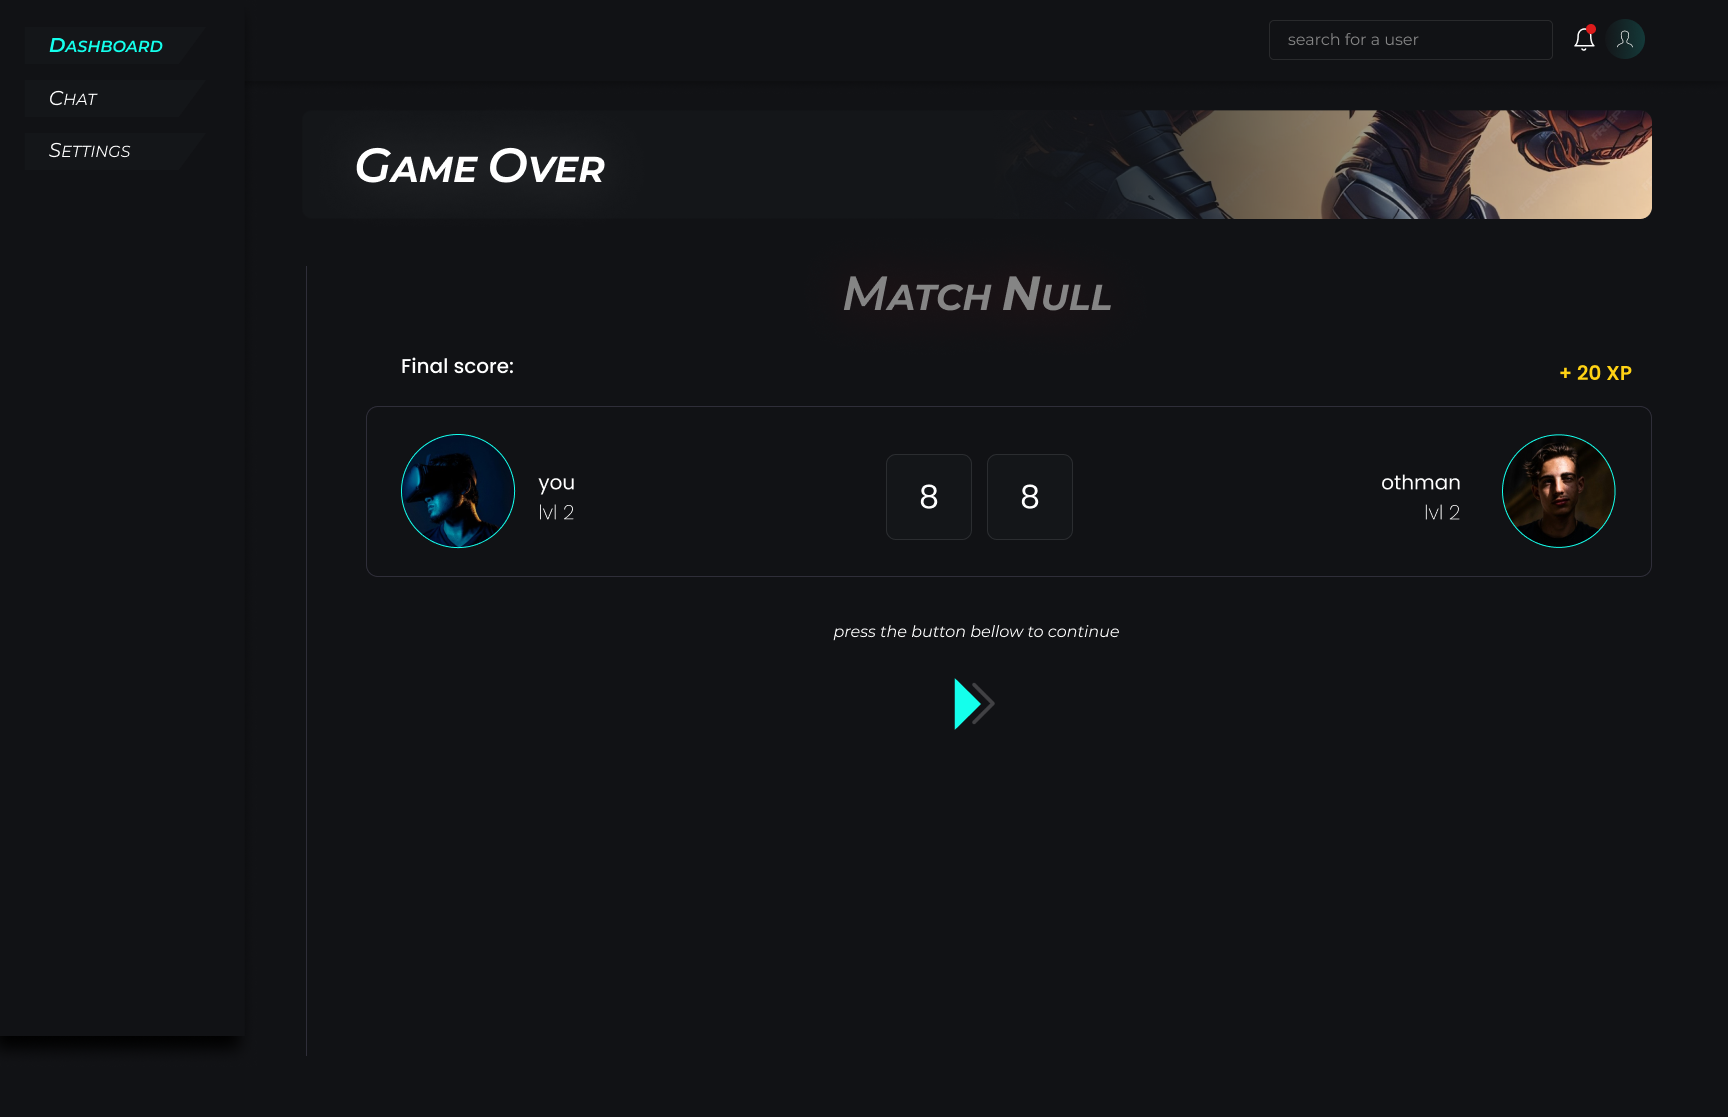 Dashboard
Chat
Settings
search for a user
Game Over
Match Null
Final score:
+ 20 XP
you
lvl 2
8 8
othman
lvl 2
press the button bellow to continue